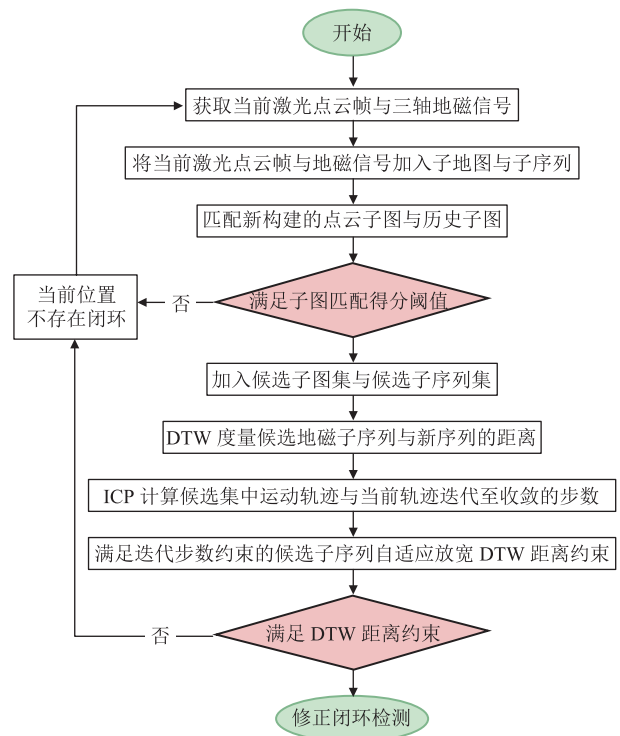 开始
获取当前激光点云帧与三轴地磁信号
将当前激光点云帧与地磁信号加入子地图与子序列
匹配新构建的点云子图与历史子图
满足子图匹配得分阈值
否
当前位置
不存在闭环
加入候选子图集与候选子序列集
DTW 度量候选地磁子序列与新序列的距离
ICP 计算候选集中运动轨迹与当前轨迹迭代至收敛的步数
满足迭代步数约束的候选子序列自适应放宽 DTW 距离约束
满足 DTW 距离约束
否
修正闭环检测